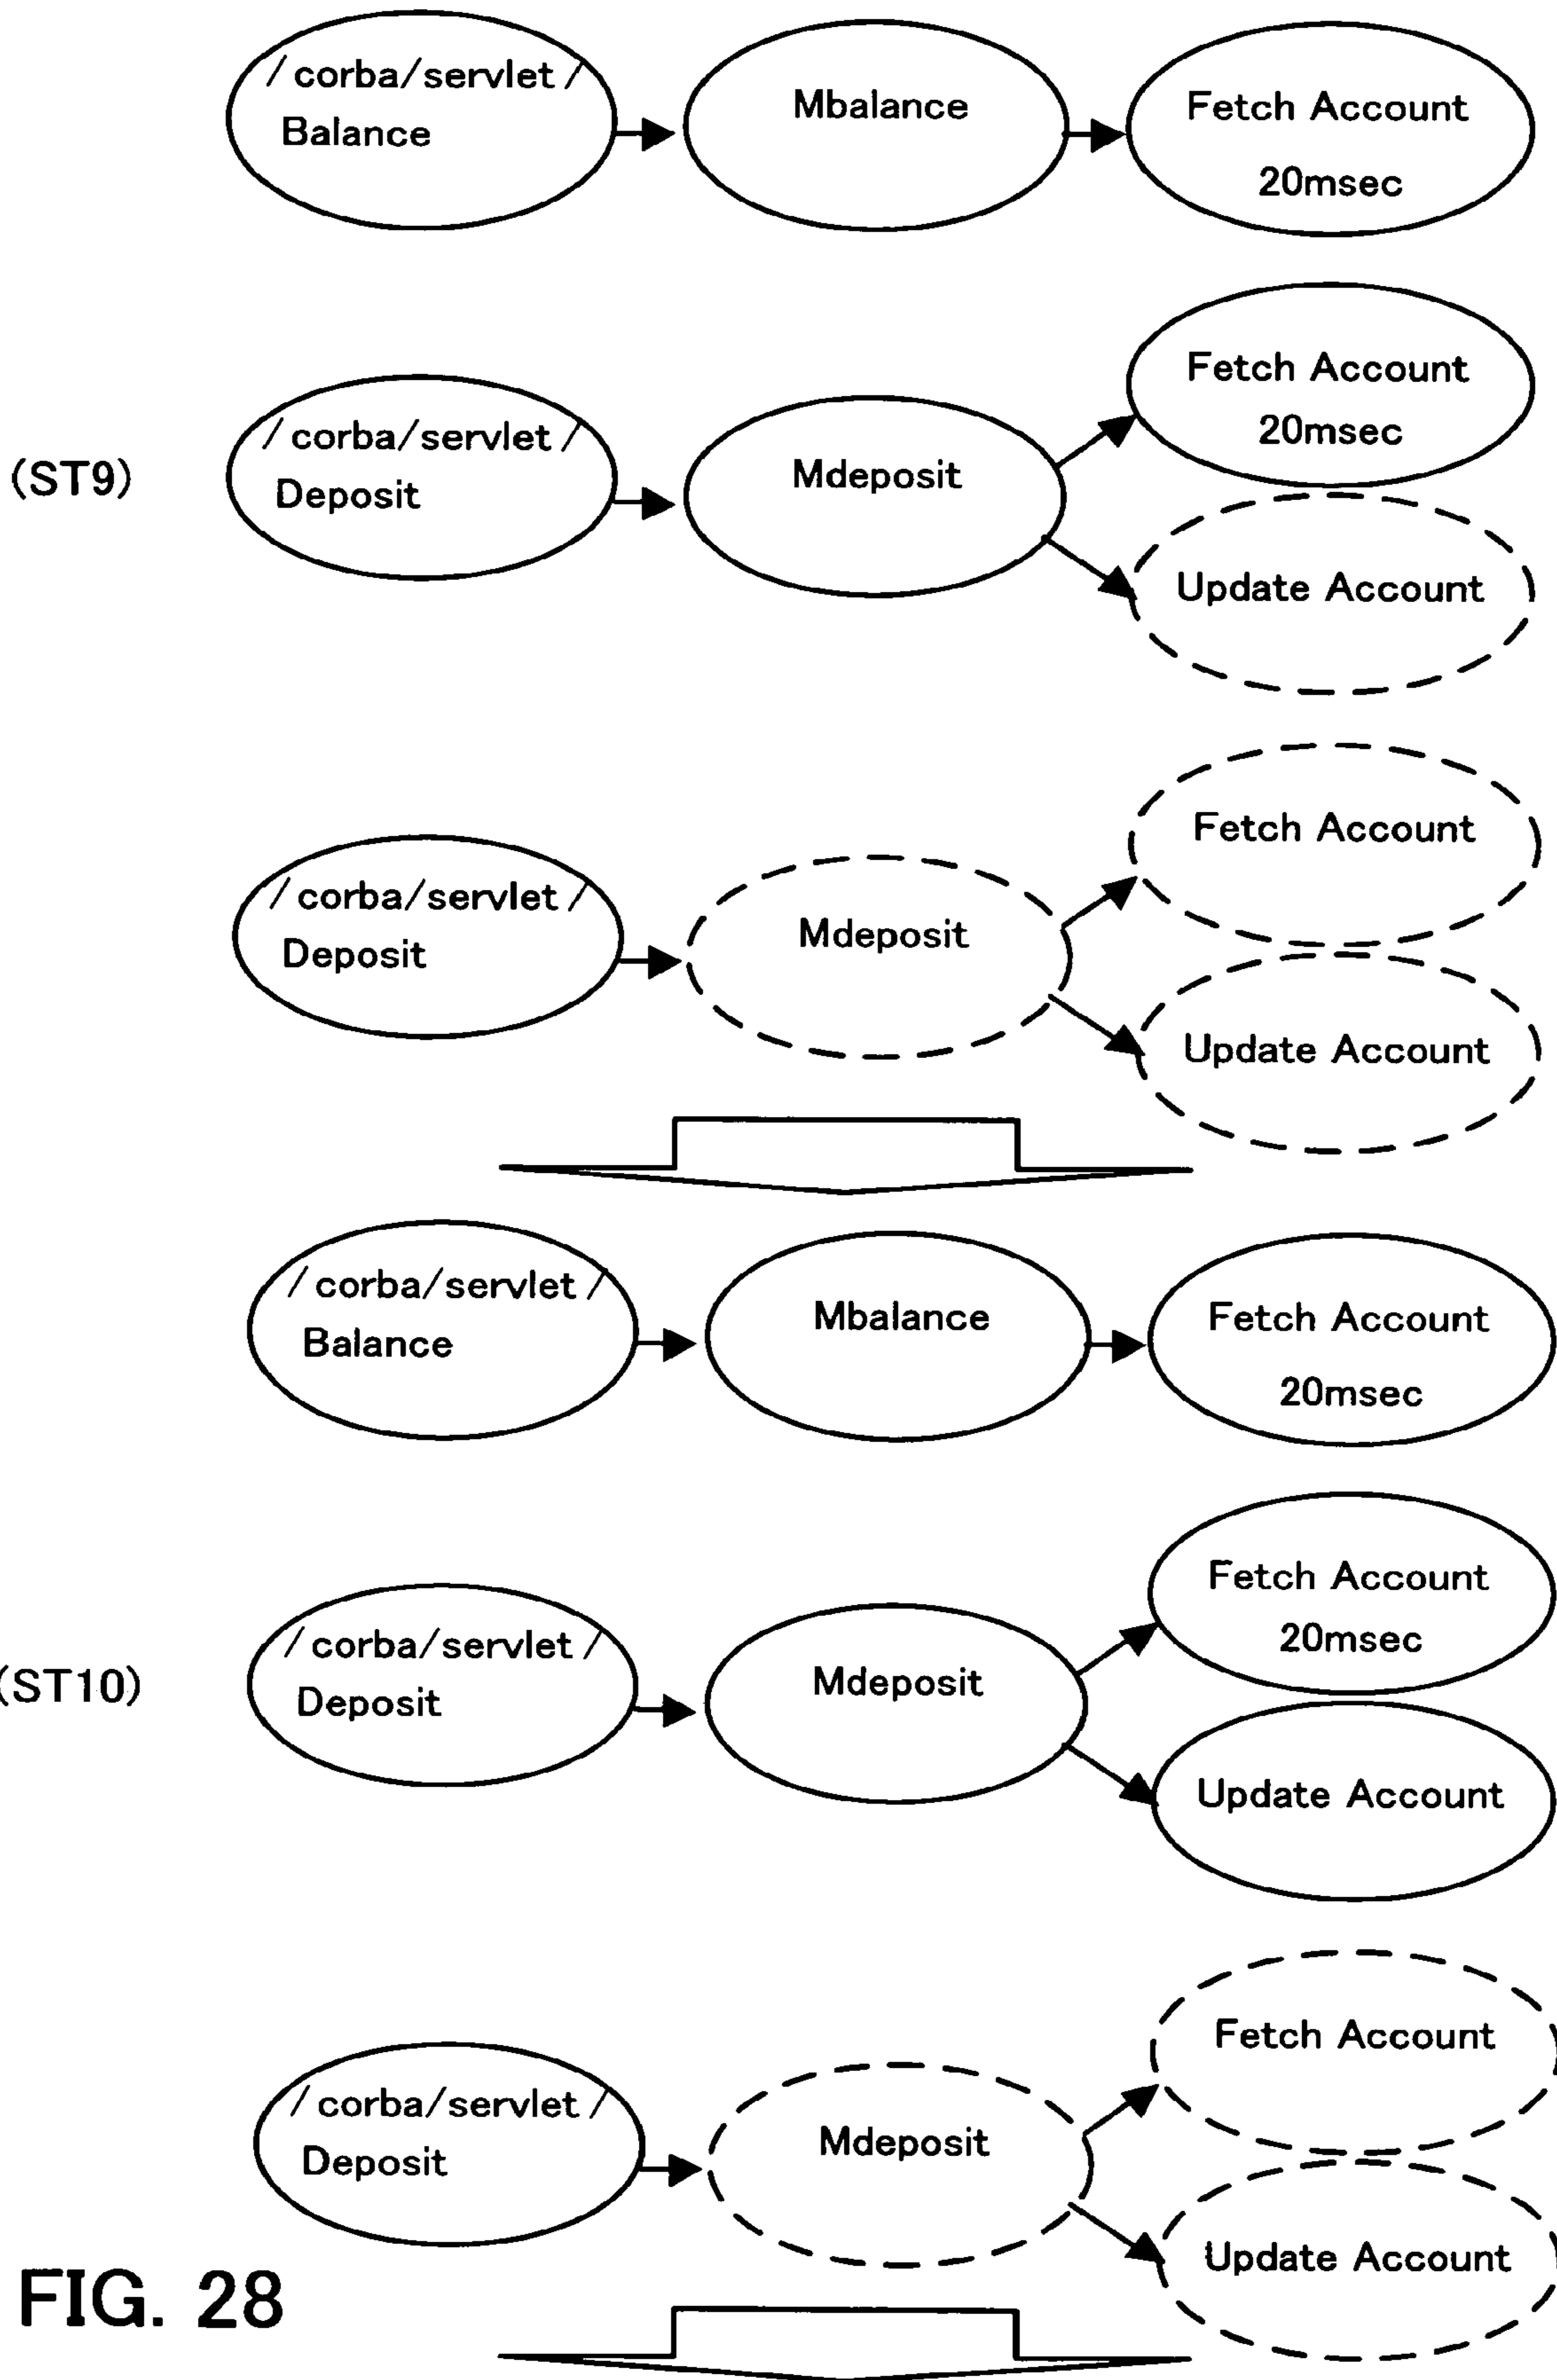 / corba/servlet /
Balance
Mbalance
Fetch Account
20msec
(ST9)
/ corba/servlet /
Deposit
Mdeposit
Fetch Account
20msec
Update Account
/ corba/servlet /
Deposit
Mdeposit
Fetch Account
Update Account
/ corba/servlet /
Balance
Mbalance
Fetch Account
20msec
(ST10)
/ corba/servlet /
Deposit
Mdeposit
Fetch Account
20msec
Update Account
/ corba/servlet /
Deposit
Mdeposit
Fetch Account
Update Account
FIG. 28